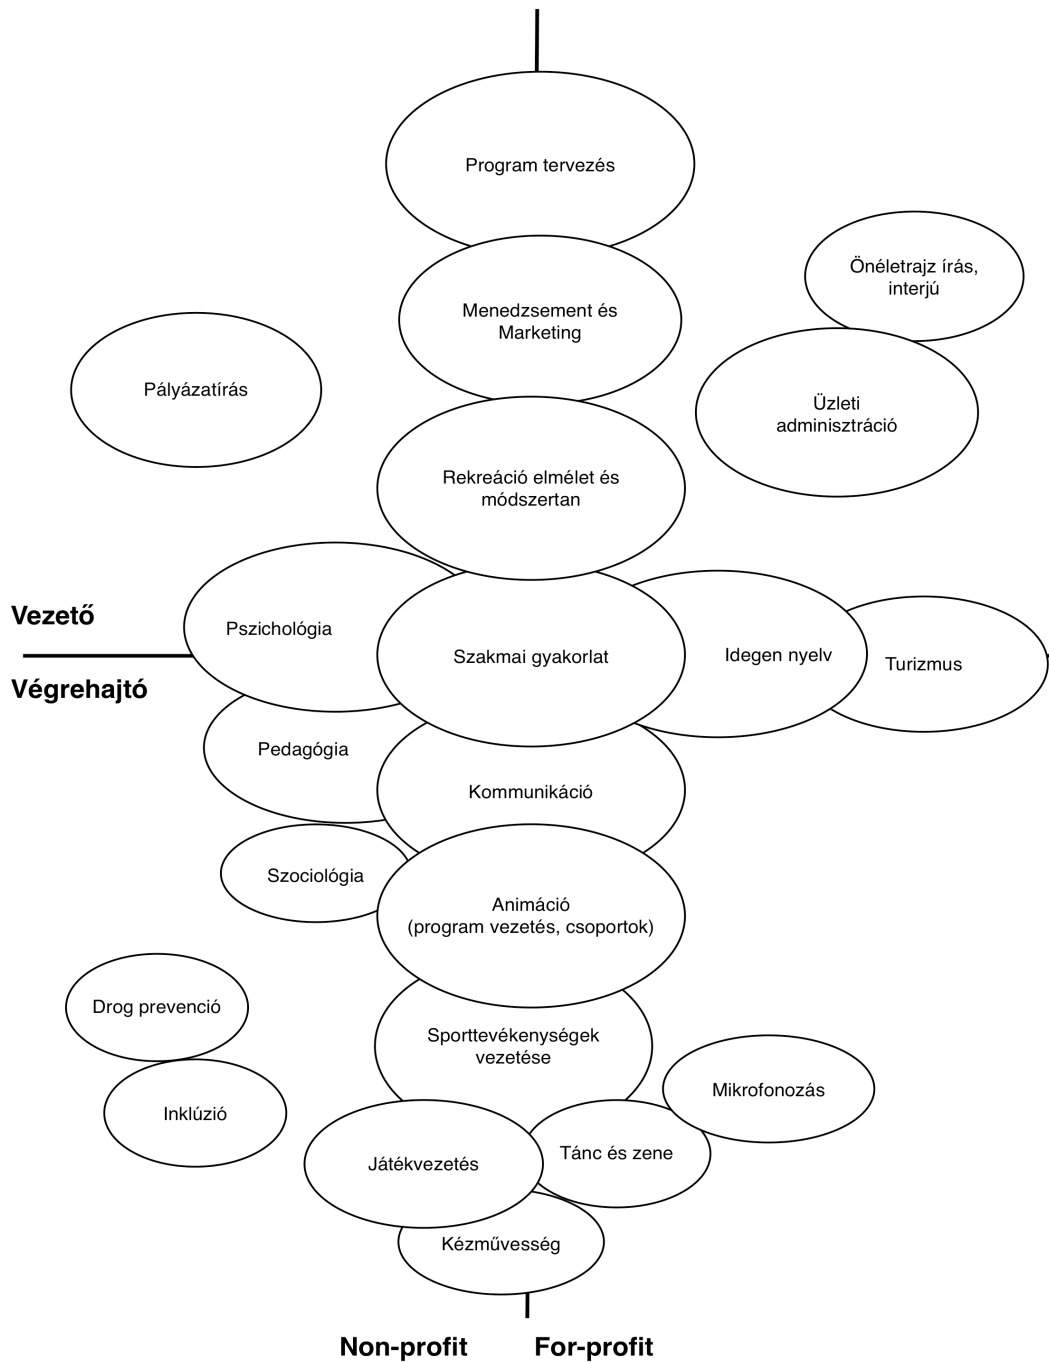 Program tervezés
Önéletrajz írás,
interjú
Menedzsement és
Marketing
Pályázatírás
Üzleti
adminisztráció
Rekreáció elmélet és
módszertan
Vezető
Pszichológia
Szakmai gyakorlat
Idegen nyelv
Turizmus
Végrehajtó
Pedagógia
Kommunikáció
Szociológia
Animáció
(program vezetés, csoportok)
Drog prevenció
Sporttevékenységek
vezetése
Mikrofonozás
Inklúzió
Játékvezetés
Tánc és zene
Kézművesség
Non-profit
For-profit